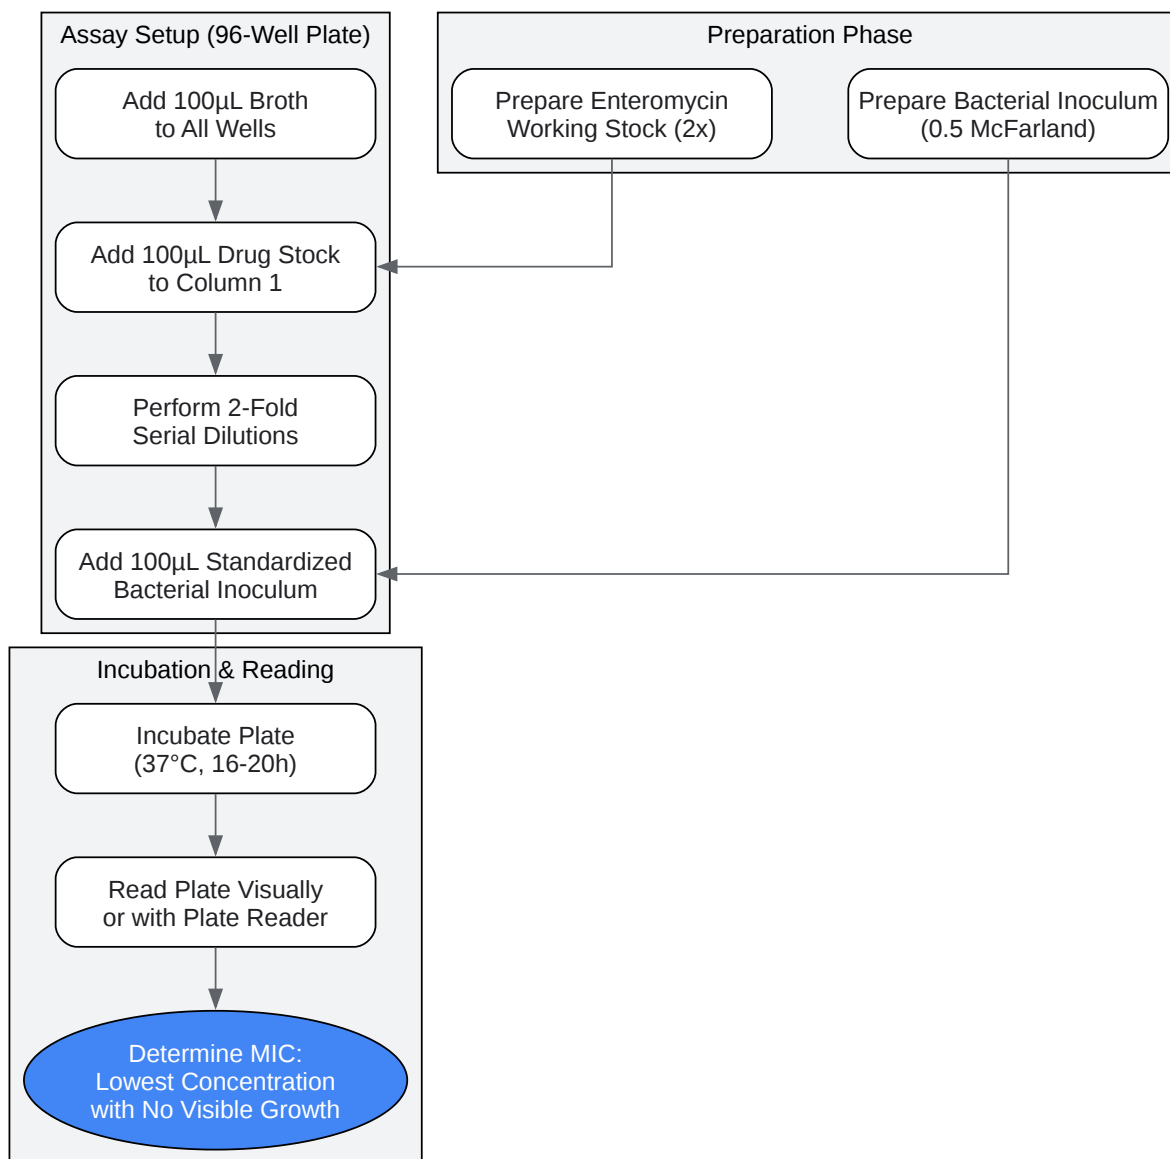 Assay Setup (96-Well Plate)
Add 100µL Broth
to All Wells
Add 100µL Drug Stock
to Column 1
Perform 2-Fold
Serial Dilutions
Add 100µL Standardized
Bacterial Inoculum
Preparation Phase
Prepare Enteromycin
Working Stock (2x)
Prepare Bacterial Inoculum
(0.5 McFarland)
Incubation & Reading
Incubate Plate
(37°C, 16-20h)
Read Plate Visually
or with Plate Reader
Determine MIC:
Lowest Concentration
with No Visible Growth